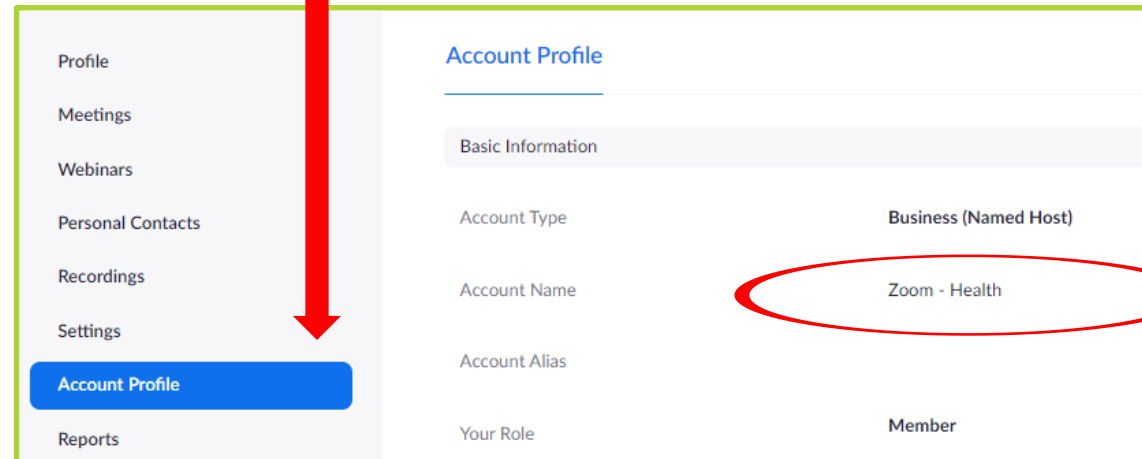 Profile
Meetings
Webinars
Personal Contacts
Recordings
Settings
Account Profile
Reports
Account Profile
Basic Information
Account Type Business (Named Host)
Account Name Zoom - Health
Account Alias
Your Role Member